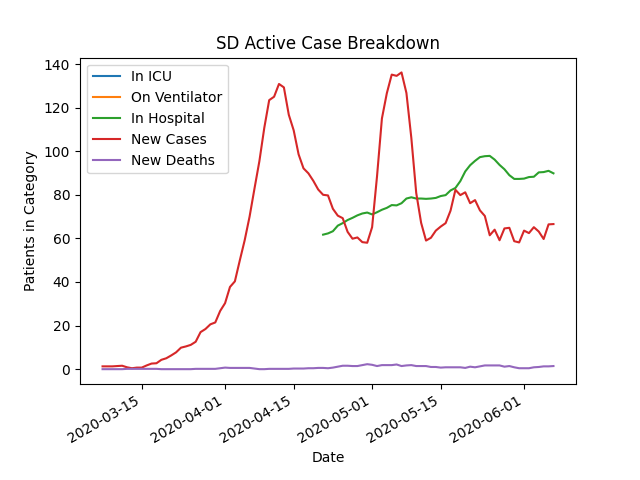 SD Active Case Breakdown
In ICU
On Ventilator
In Hospital
New Cases
New Deaths
Patients in Category
140
120
100
80
60
40
20
0
2020-03-15
2020-04-01
2020-04-15
2020-05-01
2020-05-15
2020-06-01
Date